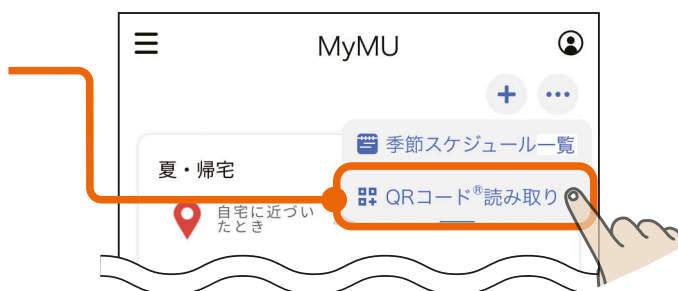 MyMU
季節スケジュール一覧
夏・帰宅
QRコード®読み取り
自宅に近づい
たとき